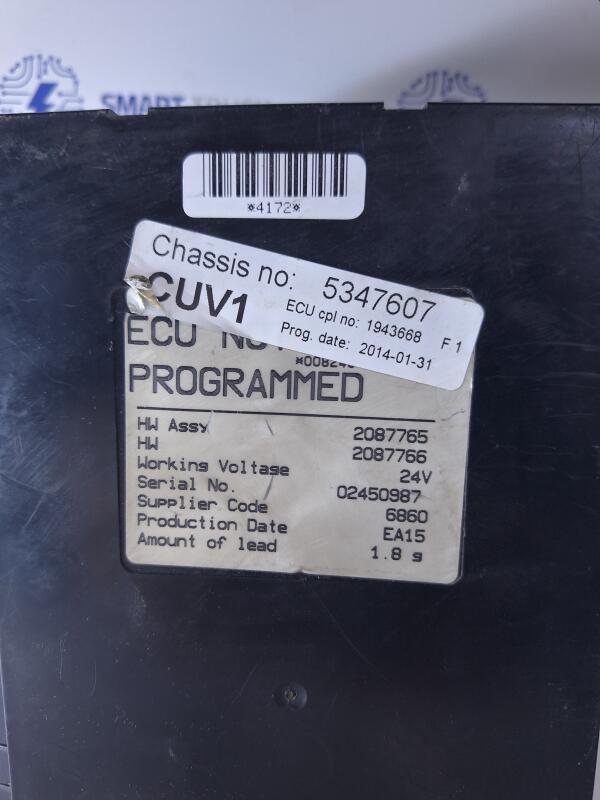 SMART
*4172*
Chassis no: 5347607
CUV1
ECU cpl no: 1943668 F 1
Prog. date: 2014-01-31
ECU
PROGRAMMED
HW Assy 2087765
HW 2087766
Working Voltage 24V
Serial No. 02450987
Supplier Code 6860
Production Date EA15
Amount of lead 1.8 g